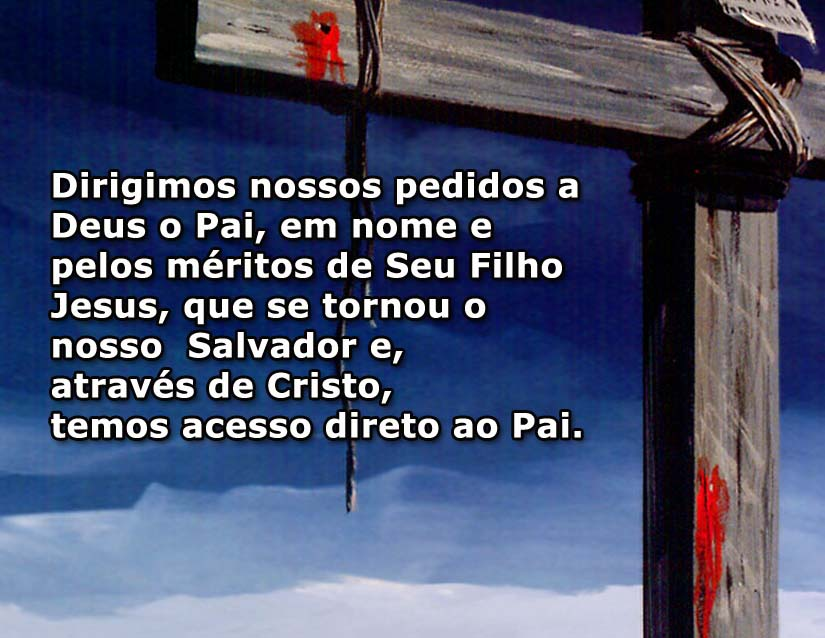 Dirigimos nossos pedidos a
Deus o Pai, em nome e
pelos méritos de Seu Filho
Jesus, que se tornou o
nosso  Salvador e,
através de Cristo,
temos acesso direto ao Pai.